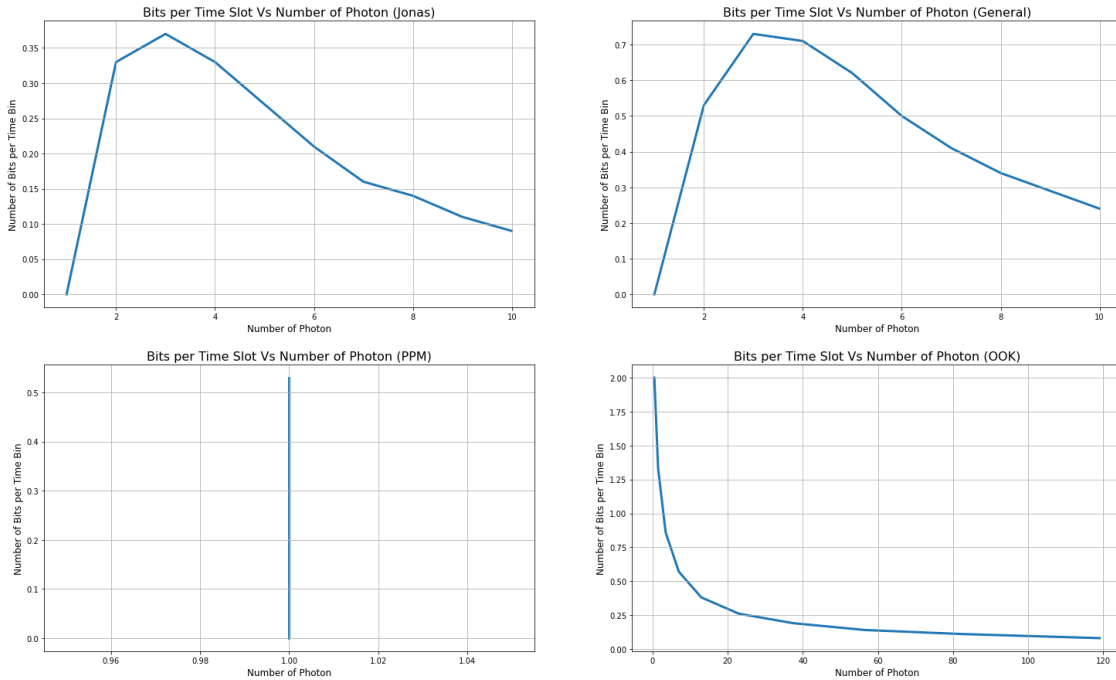 Bits per Time Slot Vs Number of Photon (Jonas)
Number of Bits per Time Bin
0.35
0.30
0.25
0.20
0.15
0.10
0.05
0.00
2 4 6 8 10
Number of Photon
Bits per Time Slot Vs Number of Photon (General)
Number of Bits per Time Bin
0.7
0.6
0.5
0.4
0.3
0.2
0.1
0.0
2 4 6 8 10
Number of Photon
Bits per Time Slot Vs Number of Photon (PPM)
Number of Bits per Time Bin
0.5
0.4
0.3
0.2
0.1
0.0
0.96 0.98 1.00 1.02 1.04
Number of Photon
Bits per Time Slot Vs Number of Photon (OOK)
Number of Bits per Time Bin
2.00
1.75
1.50
1.25
1.00
0.75
0.50
0.25
0.00
0 20 40 60 80 100 120
Number of Photon